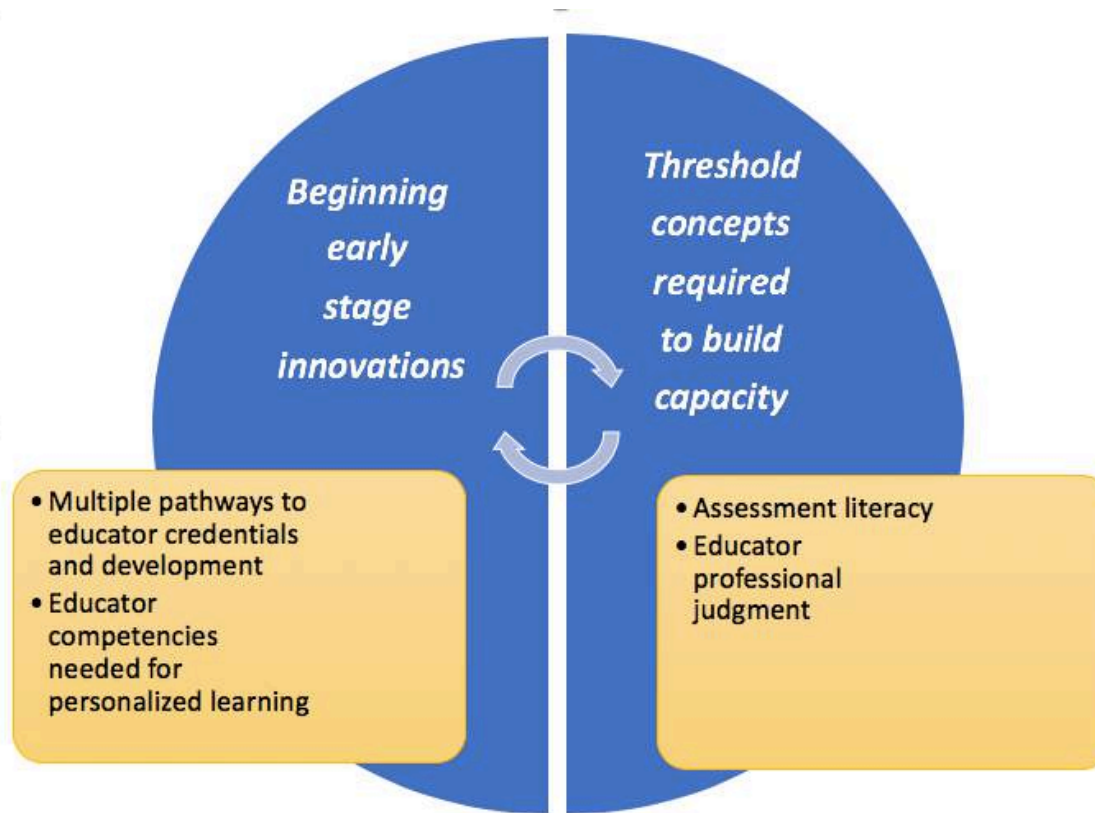 Beginning
early
stage
innovations
Threshold
concepts
required
to build
capacity
• Multiple pathways to
educator credentials
and development
• Educator
competencies
needed for
personalized learning
• Assessment literacy
• Educator
professional
judgment